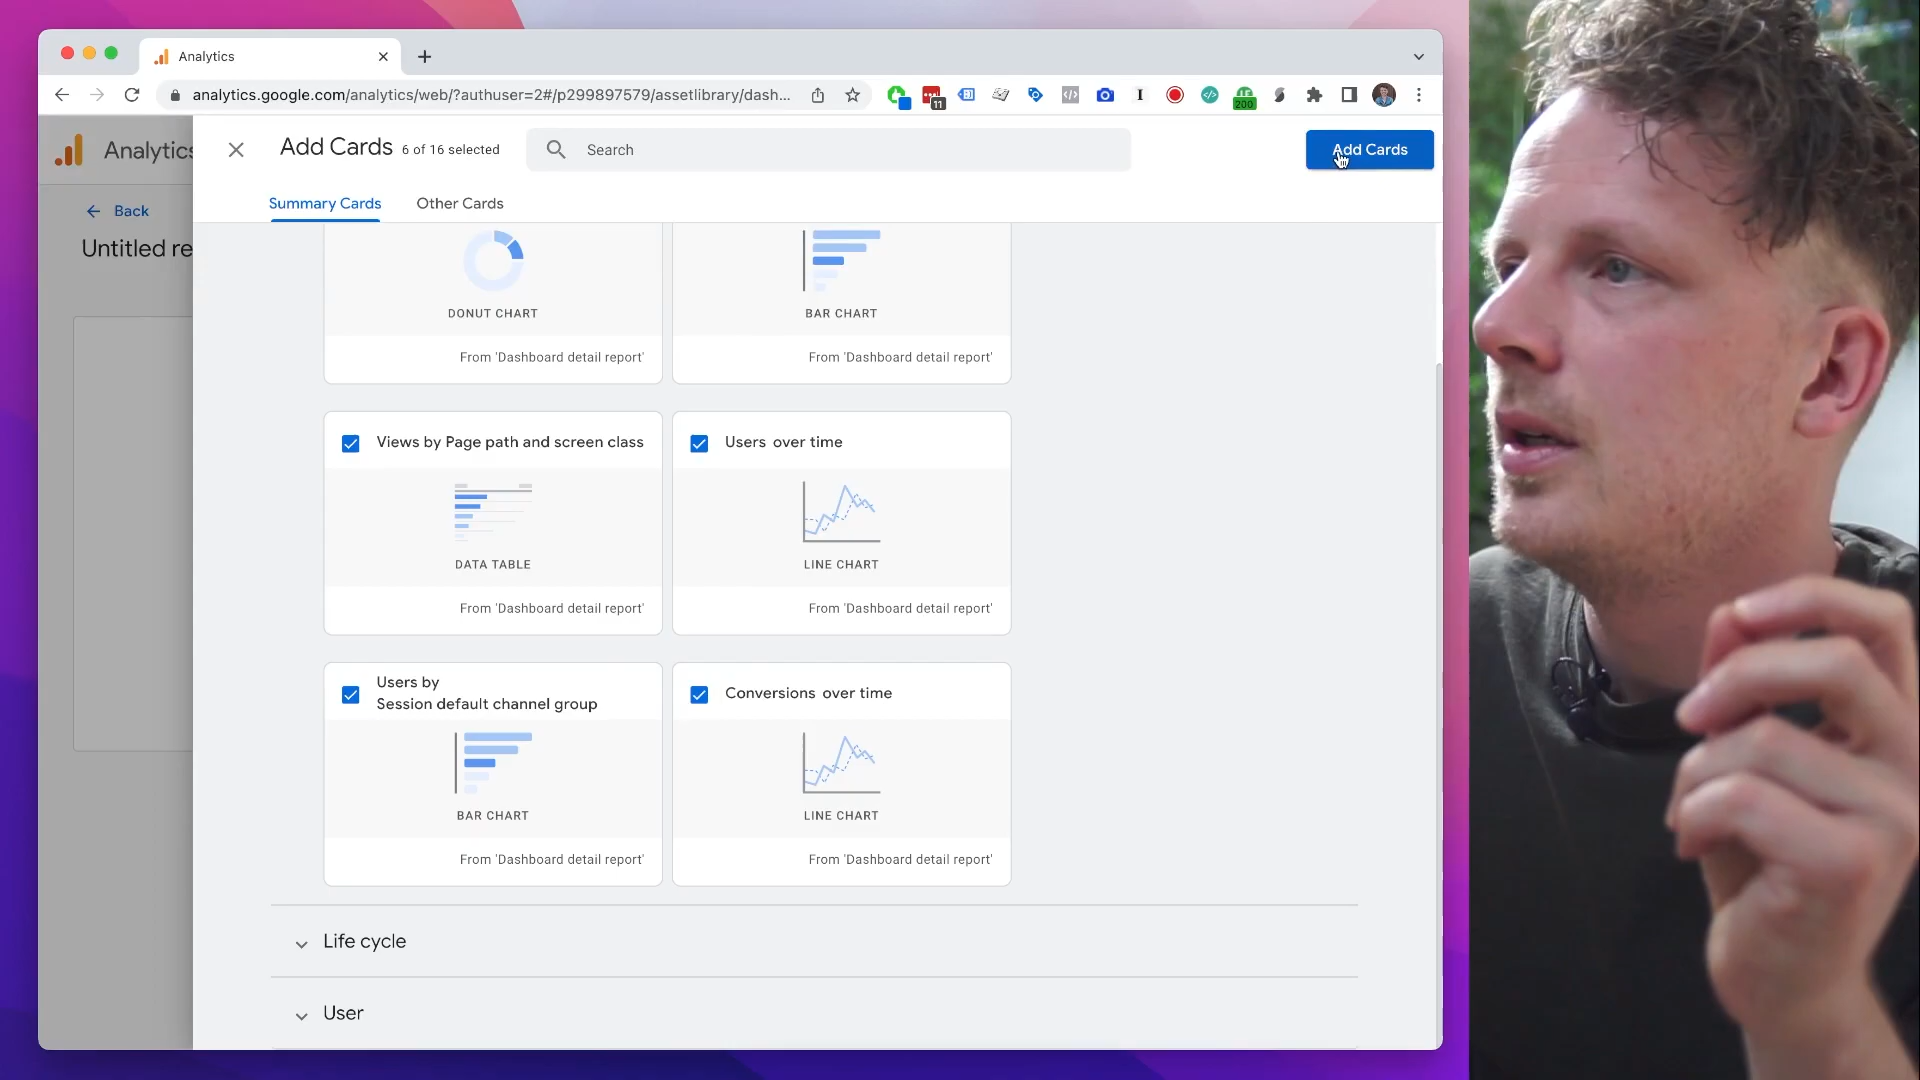 Analytics
analytics.google.com/analytics/web/?authuser=2#/p299897579/assetlibrary/dash...
11
I
200
Analytics
Add Cards
6 of 16 selected
Search
Add Cards
Back
Summary Cards
Other Cards
Untitled re
DONUT CHART
BAR CHART
From 'Dashboard detail report'
From 'Dashboard detail report'
Views by Page path and screen class
Users over time
DATA TABLE
LINE CHART
From 'Dashboard detail report'
From 'Dashboard detail report'
Users by
Session default channel group
Conversions over time
BAR CHART
LINE CHART
From 'Dashboard detail report'
From 'Dashboard detail report'
Life cycle
User